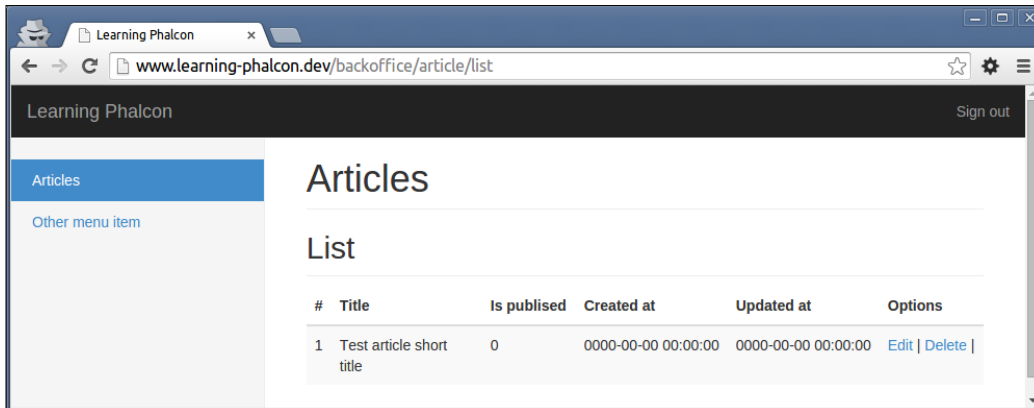 Learning Phalcon
www.learning-phalcon.dev/backoffice/article/list
Learning Phalcon
Sign out
Articles
Other menu item
Articles
List
# Title Is publised Created at Updated at Options
1 Test article short 0 0000-00-00 00:00:00 0000-00-00 00:00:00 Edit | Delete |
title